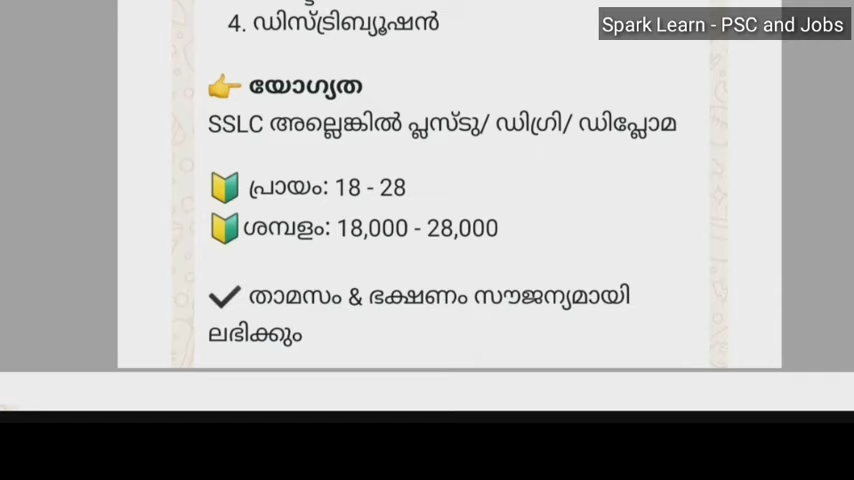 Spark Learn - PSC and Jobs
4. ഡിസ്ട്രിബ്യൂഷൻ
👉 യോഗ്യത
SSLC അല്ലെങ്കിൽ പ്ലസ്ടു/ ഡിഗ്രി/ ഡിപ്ലോമ
🔰 പ്രായം: 18 - 28
🔰ശമ്പളം: 18,000 - 28,000
✔ താമസം & ഭക്ഷണം സൗജന്യമായി
ലഭിക്കും